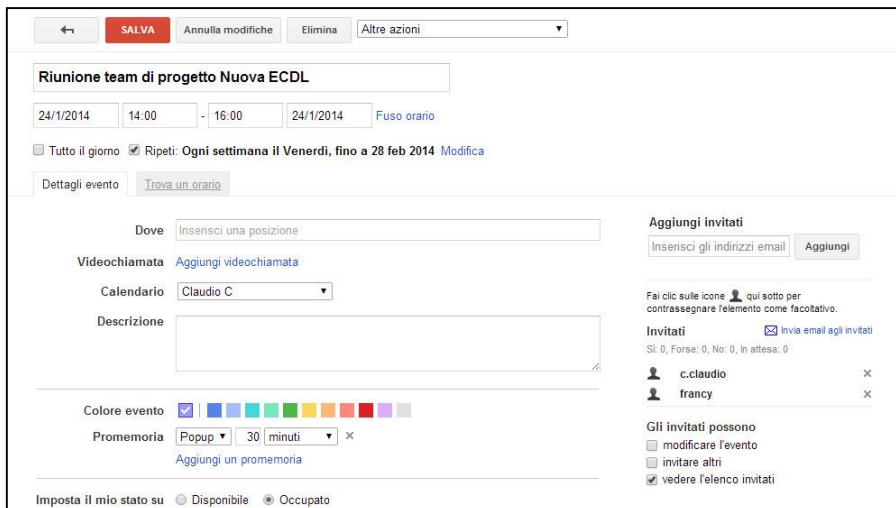 SALVA Annulla modifiche Elimina Altre azioni
Riunione team di progetto Nuova ECDL
24/1/2014 14:00 - 16:00 24/1/2014 Fuso orario
Tutto il giorno Ripeti: Ogni settimana il Venerdì, fino a 28 feb 2014 Modifica
Dettagli evento Trova un orario
Dove Inserisci una posizione
Videochiamata Aggiungi videochiamata
Calendario Claudio C
Descrizione
Colore evento
Promemoria Popup 30 minuti
Aggiungi un promemoria
Imposta il mio stato su Disponibile Occupato
Aggiungi invitati
Inserisci gli indirizzi email Aggiungi
Fai clic sulle icone qui sotto per
contrassegnare l'elemento come facoltativo.
Invitati Invia email agli invitati
Sì: 0, Forse: 0, No: 0, In attesa: 0
c.claudio
francy
Gli invitati possono
modificare l'evento
invitare altri
vedere l'elenco invitati